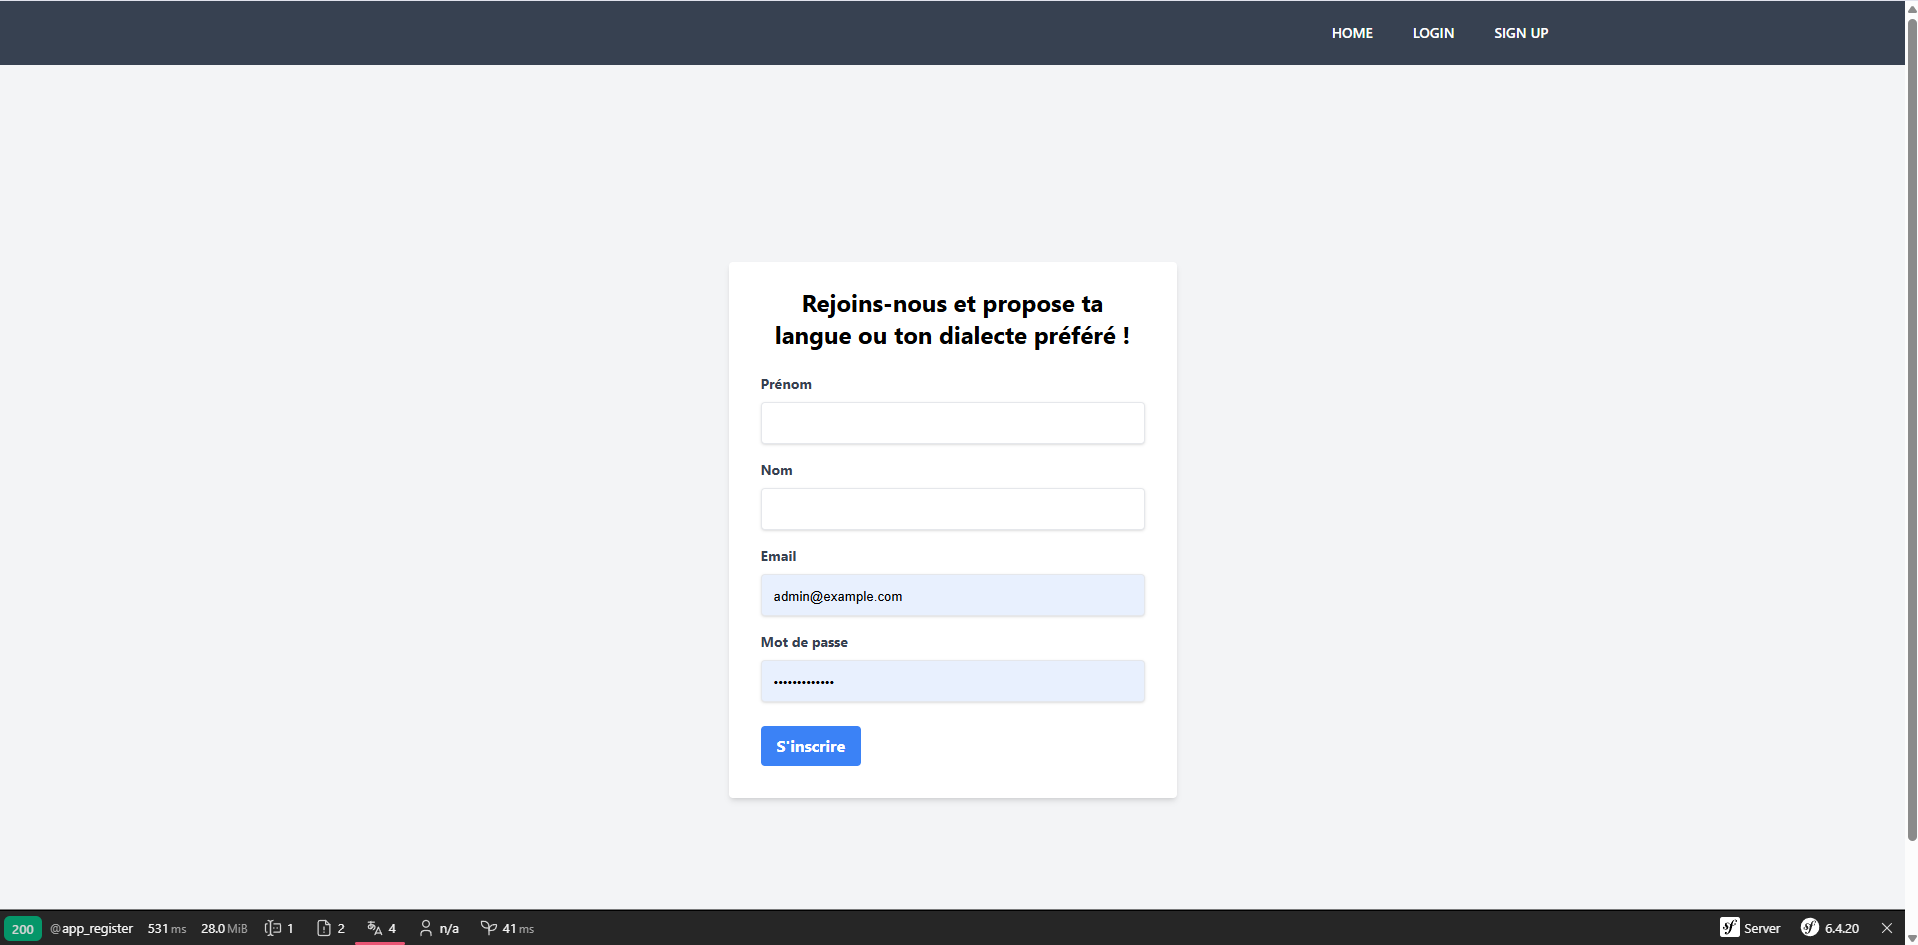 HOME LOGIN SIGN UP
Rejoins-nous et propose ta
langue ou ton dialecte préféré !
Prénom
Nom
Email
admin@example.com
Mot de passe
•••••••••••••
S'inscrire
200 @app_register 531 ms 28.0 MiB 1 2 4 n/a 41 ms sf Server sf 6.4.20